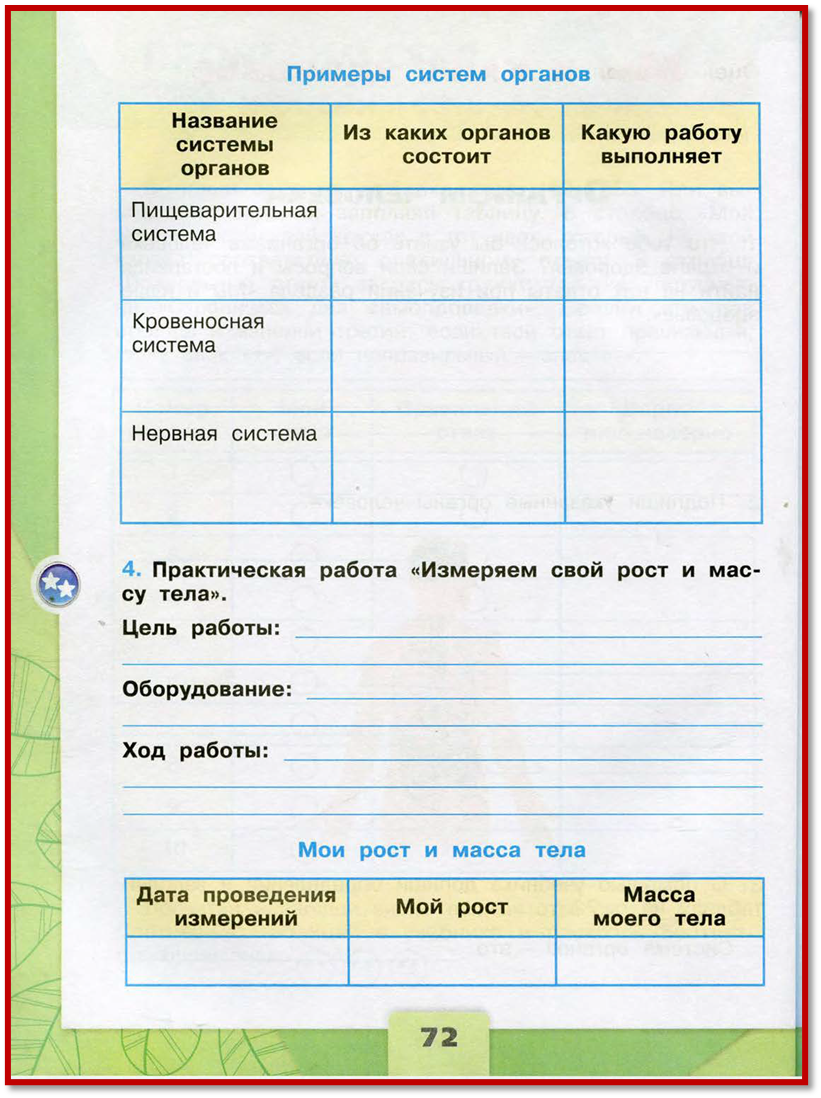 Примеры систем органов
Название системы органов
Из каких органов состоит
Какую работу выполняет
Пищеварительная
система
Кровеносная
система
Нервная система
4. Практическая работа «Измеряем свой рост и мас-
су тела».
Цель работы:
Оборудование:
Ход работы:
Мои рост и масса тела
Дата проведения измерений
Мой рост
Масса моего тела
72